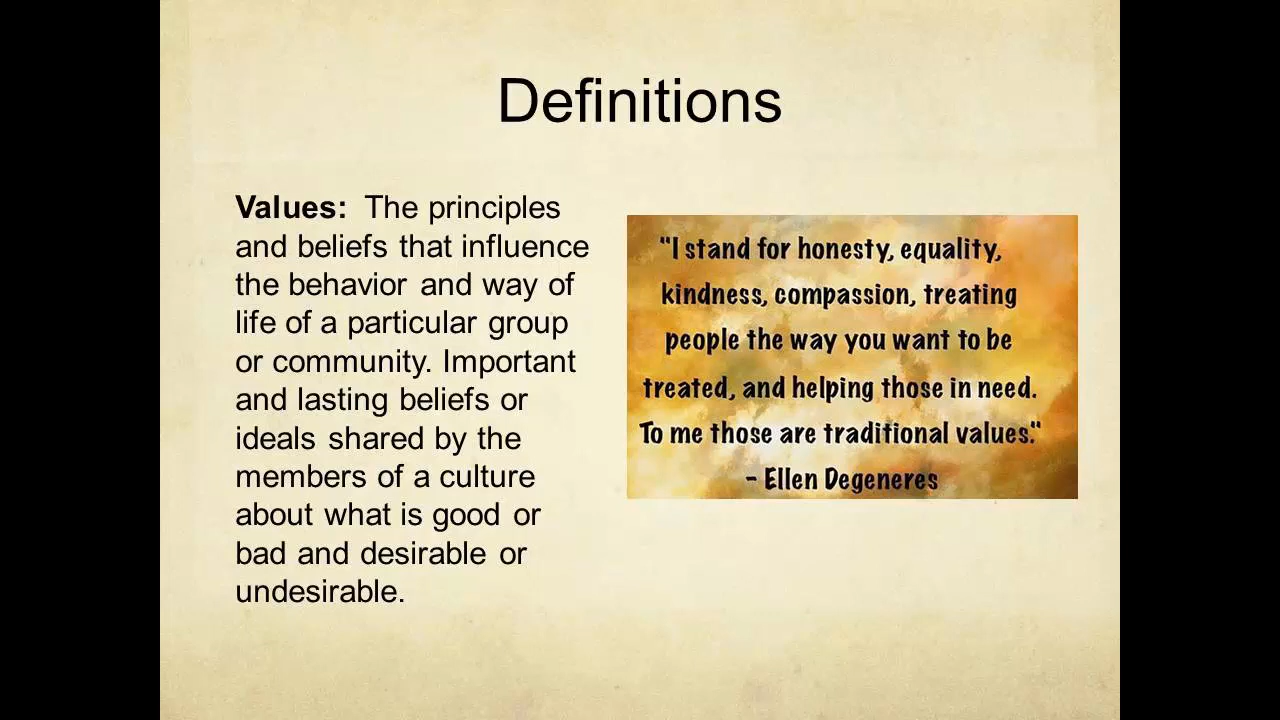 Definitions
Values:  The principles
and beliefs that influence
the behavior and way of
life of a particular group
or community. Important
and lasting beliefs or
ideals shared by the
members of a culture
about what is good or
bad and desirable or
undesirable.
"I stand for honesty, equality,
kindness, compassion, treating
people the way you want to be
treated, and helping those in need.
To me those are traditional values."
- Ellen Degeneres